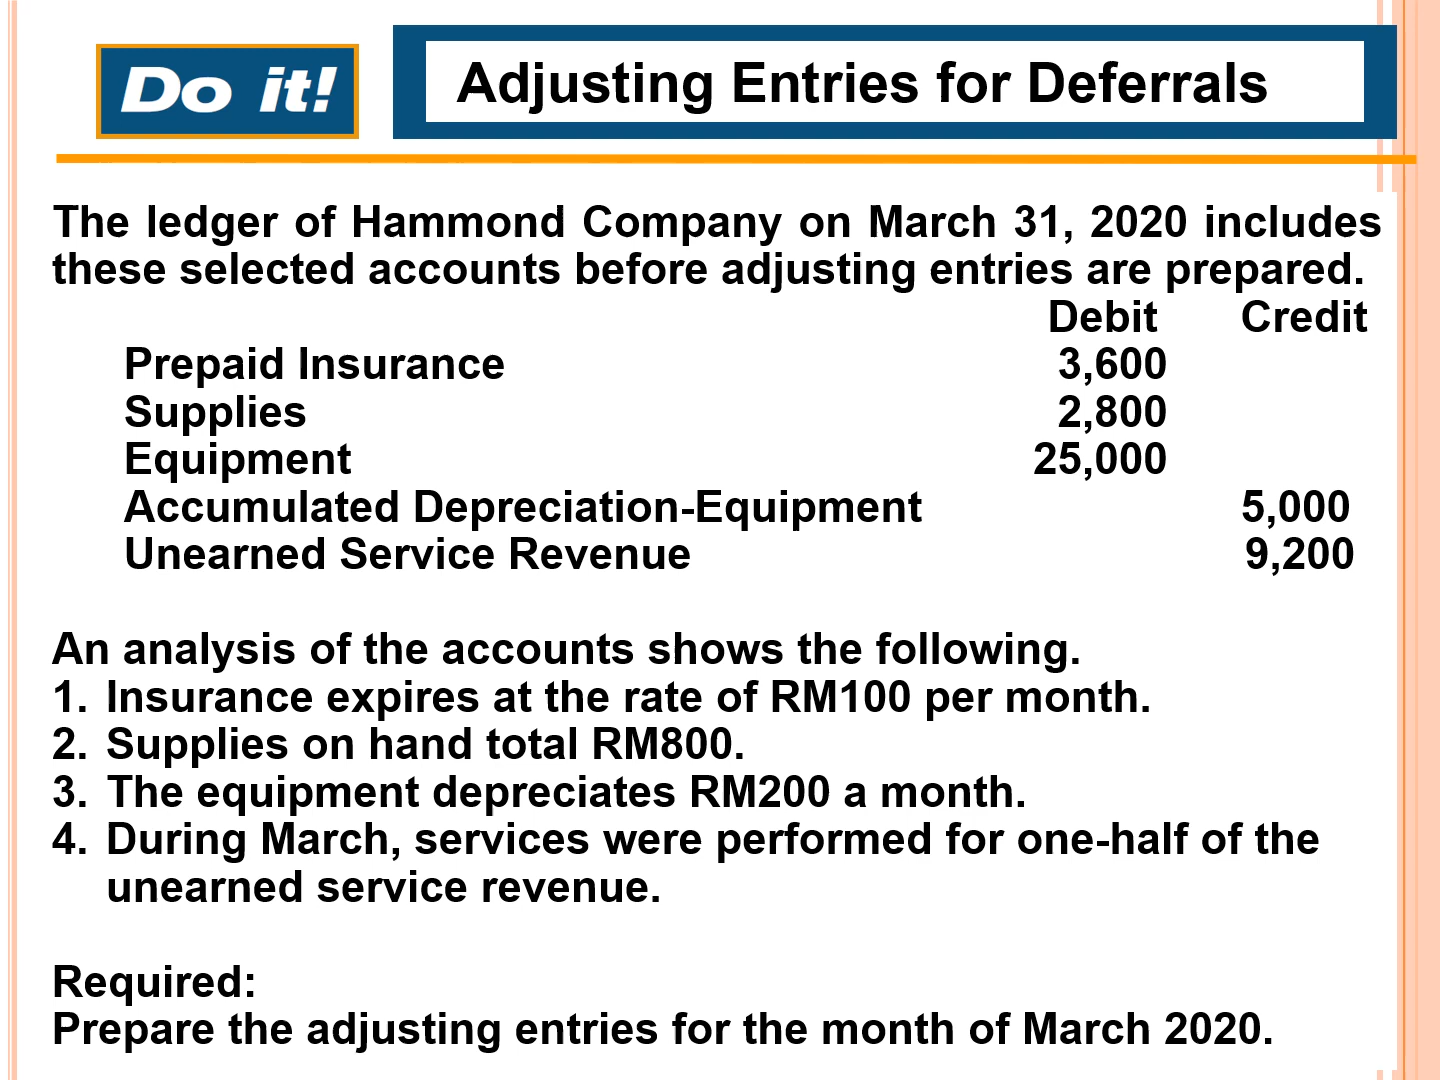 Do it!
Adjusting Entries for Deferrals
The ledger of Hammond Company on March 31, 2020 includes
these selected accounts before adjusting entries are prepared.
Debit Credit
Prepaid Insurance 3,600
Supplies 2,800
Equipment 25,000
Accumulated Depreciation-Equipment 5,000
Unearned Service Revenue 9,200
An analysis of the accounts shows the following.
1. Insurance expires at the rate of RM100 per month.
2. Supplies on hand total RM800.
3. The equipment depreciates RM200 a month.
4. During March, services were performed for one-half of the
unearned service revenue.
Required:
Prepare the adjusting entries for the month of March 2020.